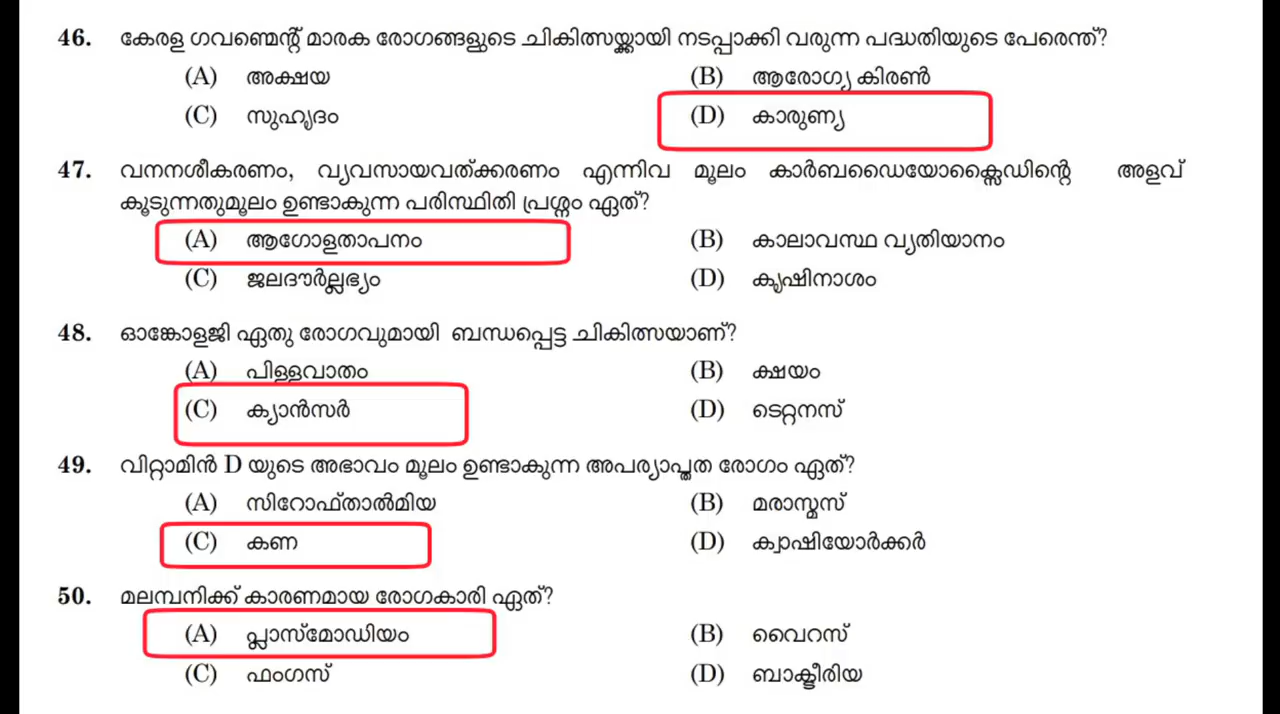 46. കേരള ഗവണ്മെന്റ് മാരക രോഗങ്ങളുടെ ചികിത്സയ്ക്കായി നടപ്പാക്കി വരുന്ന പദ്ധതിയുടെ പേരെന്ത്?
(A) അക്ഷയ (B) ആരോഗ്യ കിരൺ
(C) സുഹൃദം (D) കാരുണ്യ
47. വനനശീകരണം, വ്യവസായവത്ക്കരണം എന്നിവ മൂലം കാർബഡൈയോക്സൈഡിന്റെ അളവ്
കൂടുന്നതുമൂലം ഉണ്ടാകുന്ന പരിസ്ഥിതി പ്രശ്നം ഏത്?
(A) ആഗോളതാപനം (B) കാലാവസ്ഥ വ്യതിയാനം
(C) ജലദൗർല്ലഭ്യം (D) കൃഷിനാശം
48. ഓങ്കോളജി ഏതു രോഗവുമായി ബന്ധപ്പെട്ട ചികിത്സയാണ്?
(A) പിള്ളവാതം (B) ക്ഷയം
(C) ക്യാൻസർ (D) ടെറ്റനസ്
49. വിറ്റാമിൻ D യുടെ അഭാവം മൂലം ഉണ്ടാകുന്ന അപര്യാപ്തത രോഗം ഏത്?
(A) സിറോഫ്താൽമിയ (B) മരാസ്മസ്
(C) കണ (D) ക്വാഷിയോർക്കർ
50. മലമ്പനിക്ക് കാരണമായ രോഗകാരി ഏത്?
(A) പ്ലാസ്മോഡിയം (B) വൈറസ്
(C) ഫംഗസ് (D) ബാക്ടീരിയ